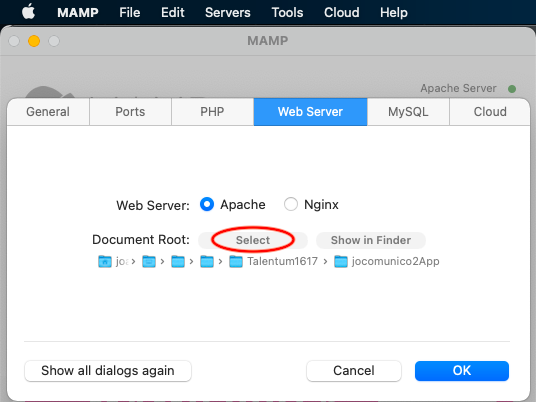 MAMP File Edit Servers Tools Cloud Help
MAMP
Apache Server
General Ports PHP Web Server MySQL Cloud
Web Server: Apache Nginx
Document Root: Select Show in Finder
Talentum1617 › jocomunico2App
Show all dialogs again Cancel OK